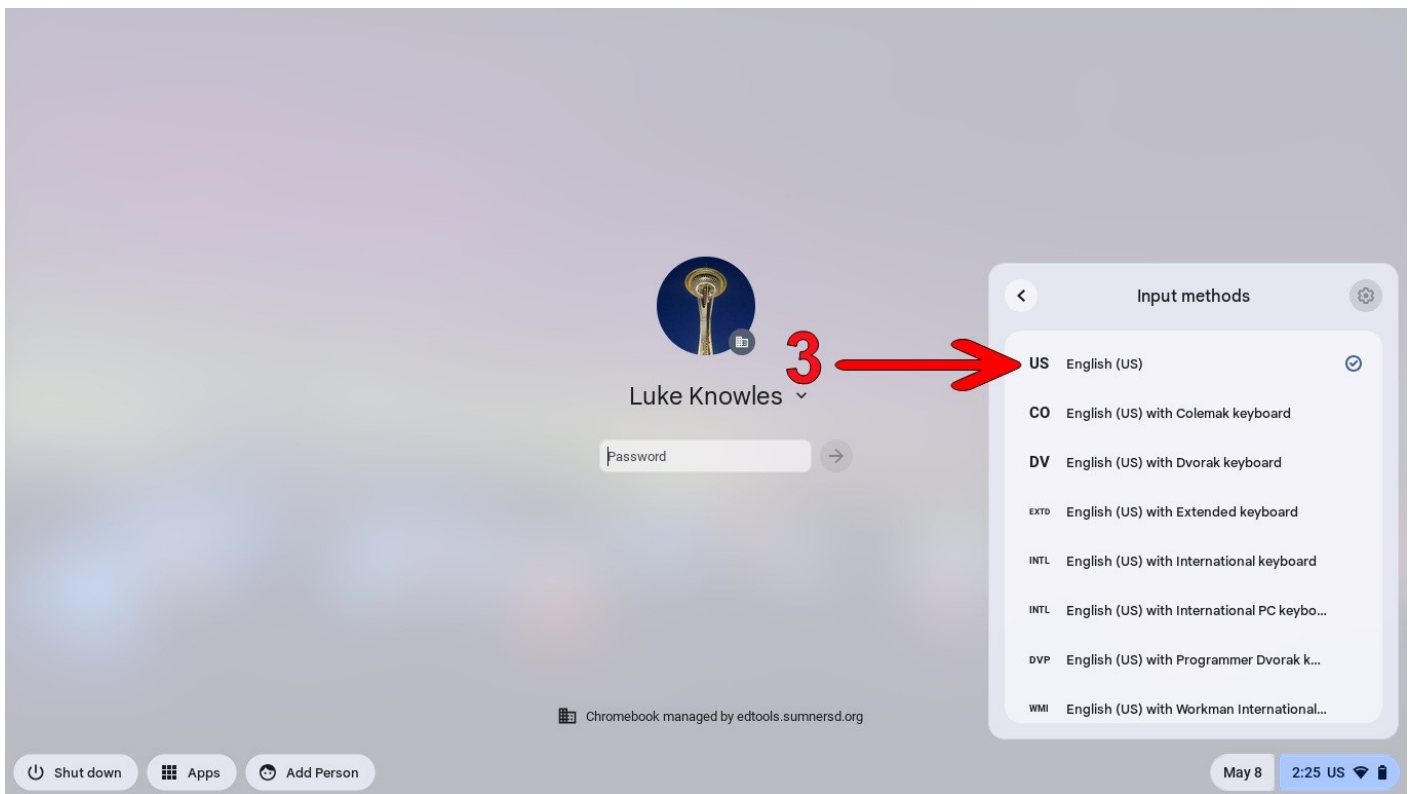 3
Luke Knowles
Password
Chromebook managed by edtools.sumnersd.org
Input methods
US English (US)
CO English (US) with Colemak keyboard
DV English (US) with Dvorak keyboard
EXTD English (US) with Extended keyboard
INTL English (US) with International keyboard
INTL English (US) with International PC keybo...
DVP English (US) with Programmer Dvorak k...
WMI English (US) with Workman International...
Shut down
Apps
Add Person
May 8
2:25 US